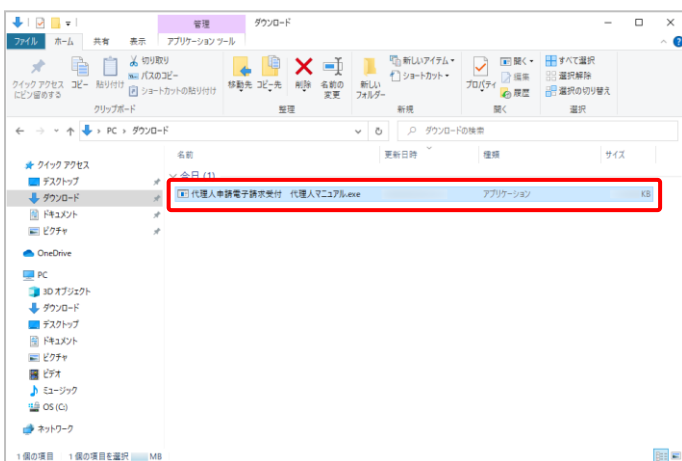 管理
ダウンロード
ファイル ホーム 共有 表示 アプリケーション ツール
クイック アクセスにピン留めする
コピー
貼り付け
切り取り
パスのコピー
ショートカットの貼り付け
クリップボード
移動先
コピー先
削除
名前の変更
整理
新しいフォルダー
新しいアイテム
ショートカット
新規
プロパティ
開く
編集
履歴
開く
すべて選択
選択解除
選択の切り替え
選択
PC › ダウンロード
ダウンロードの検索
名前 更新日時 種類 サイズ
今日 (1)
代理人申請電子請求受付 代理人マニュアル.exe アプリケーション KB
クイック アクセス
デスクトップ
ダウンロード
ドキュメント
ピクチャ
OneDrive
PC
3D オブジェクト
ダウンロード
デスクトップ
ドキュメント
ピクチャ
ビデオ
ミュージック
OS (C:)
ネットワーク
1 個の項目 1 個の項目を選択 MB